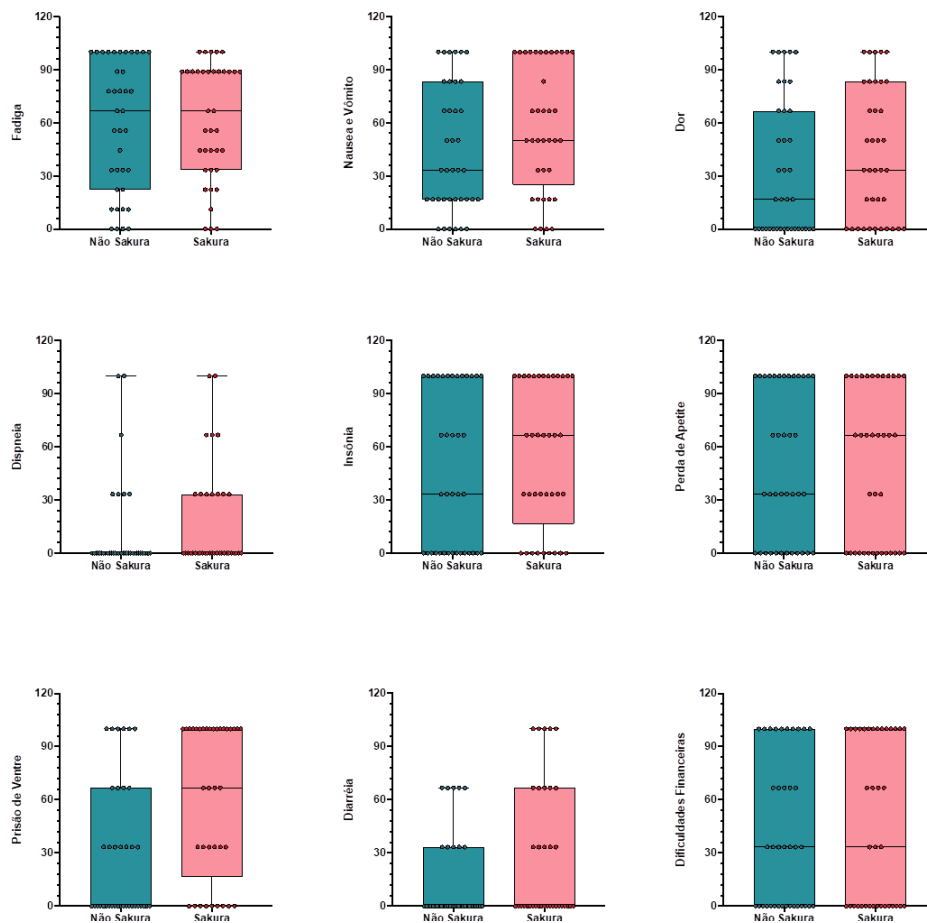 120
90
60
30
0
Fadiga
Não Sakura
Sakura
120
90
60
30
0
Nausea e Vômito
Não Sakura
Sakura
120
90
60
30
0
Dor
Não Sakura
Sakura
120
90
60
30
0
Dispneia
Não Sakura
Sakura
120
90
60
30
0
Insônia
Não Sakura
Sakura
120
90
60
30
0
Perda de Apetite
Não Sakura
Sakura
120
90
60
30
0
Prisão de Ventre
Não Sakura
Sakura
120
90
60
30
0
Diarréia
Não Sakura
Sakura
120
90
60
30
0
Dificuldades Financeiras
Não Sakura
Sakura